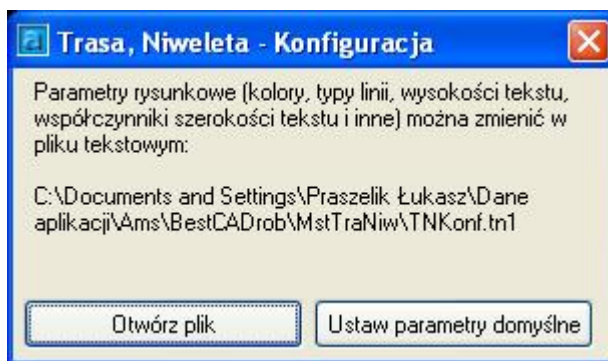 Trasa, Niweleta - Konfiguracja
Parametry rysunkowe (kolory, typy linii, wysokości tekstu,
współczynniki szerokości tekstu i inne) można zmienić w
pliku tekstowym:
C:\Documents and Settings\Praszelik Łukasz\Dane
aplikacji\Ams\BestCADrob\MstTraNiw\TNKonf.tn1
Otwórz plik
Ustaw parametry domyślne